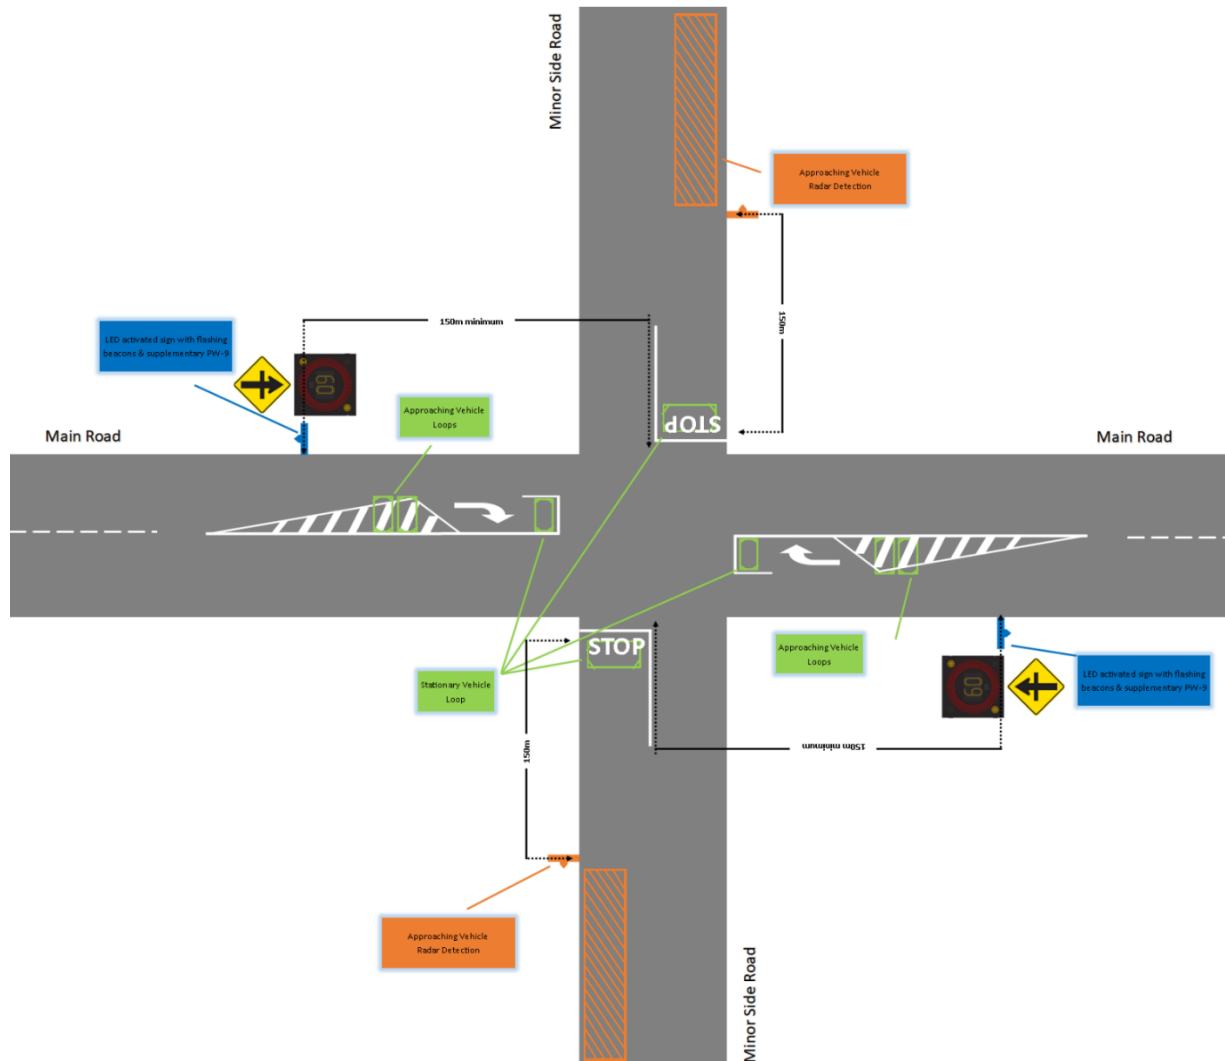 Minor Side Road
Approaching Vehicle
Radar Detection
150m
150m minimum
LED activated sign with flashing
beacons & supplementary PW-9
60
Approaching Vehicle
Loops
STOP
Main Road
Main Road
STOP
Approaching Vehicle
Loops
Stationary Vehicle
Loop
LED activated sign with flashing
beacons & supplementary PW-9
60
150m minimum
150m
Approaching Vehicle
Radar Detection
Minor Side Road